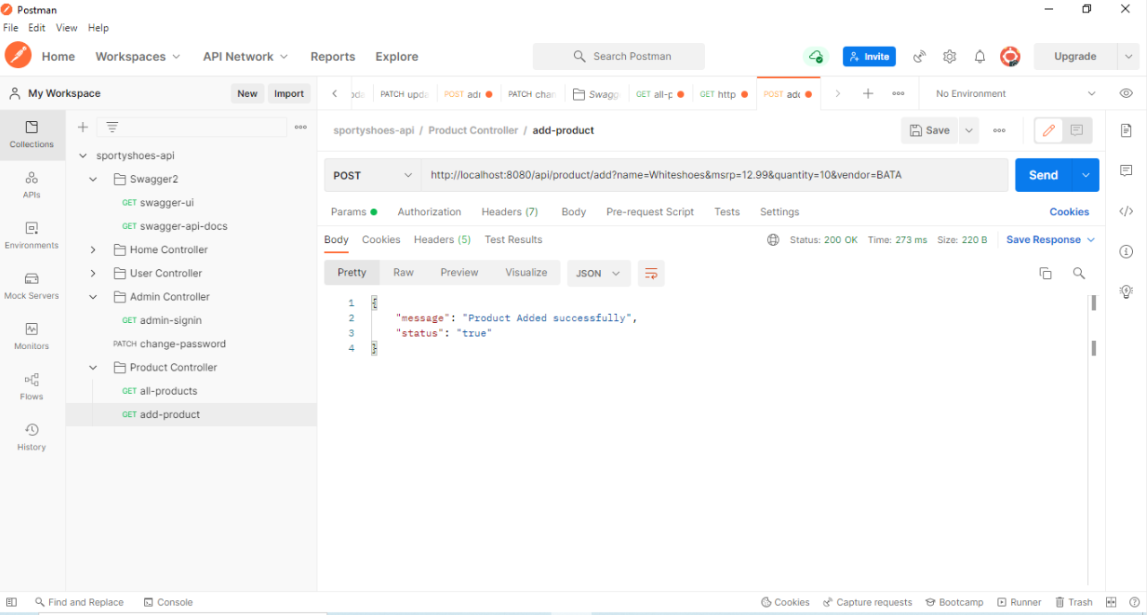 Postman
File Edit View Help
Home Workspaces API Network Reports Explore Search Postman Invite Upgrade
My Workspace New Import PATCH upda POST adr PATCH chan Swagg GET all-p GET http POST adc No Environment
Collections
APIs
Environments
Mock Servers
Monitors
Flows
History
sportyshoes-api
Swagger2
GET swagger-ui
GET swagger-api-docs
Home Controller
User Controller
Admin Controller
GET admin-signin
PATCH change-password
Product Controller
GET all-products
GET add-product
sportyshoes-api / Product Controller / add-product Save
POST http://localhost:8080/api/product/add?name=Whiteshoes&msrp=12.99&quantity=10&vendor=BATA Send
Params Authorization Headers (7) Body Pre-request Script Tests Settings Cookies
Body Cookies Headers (5) Test Results Status: 200 OK Time: 273 ms Size: 220 B Save Response
Pretty Raw Preview Visualize JSON
1 {
2 "message": "Product Added successfully",
3 "status": "true"
4 }
Find and Replace Console Cookies Capture requests Bootcamp Runner Trash